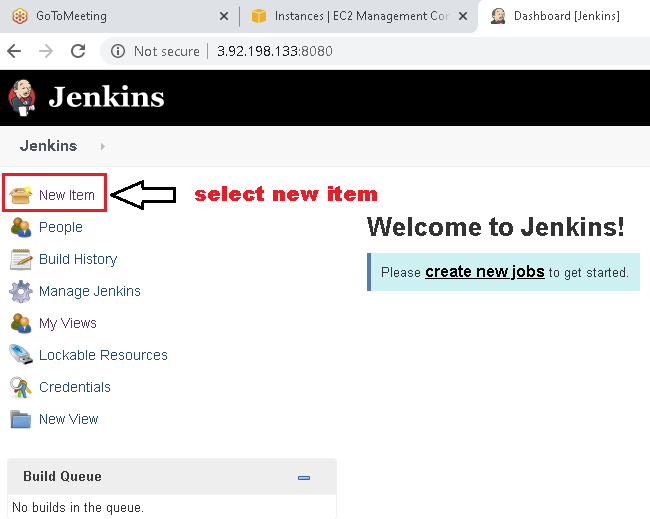 GoToMeeting
Instances | EC2 Management Con
Dashboard [Jenkins]
Not secure | 3.92.198.133:8080
Jenkins
Jenkins
New Item
select new item
People
Build History
Manage Jenkins
My Views
Lockable Resources
Credentials
New View
Welcome to Jenkins!
Please create new jobs to get started.
Build Queue
No builds in the queue.